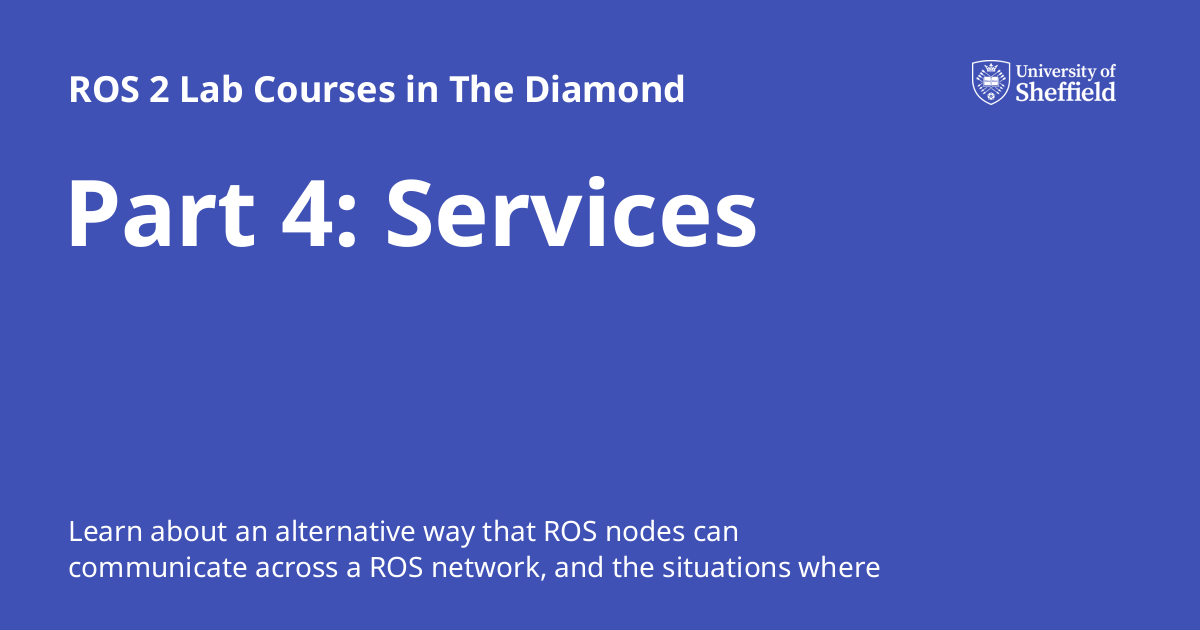 ROS 2 Lab Courses in The Diamond
University of
Sheffield
Part 4: Services
Learn about an alternative way that ROS nodes can
communicate across a ROS network, and the situations where